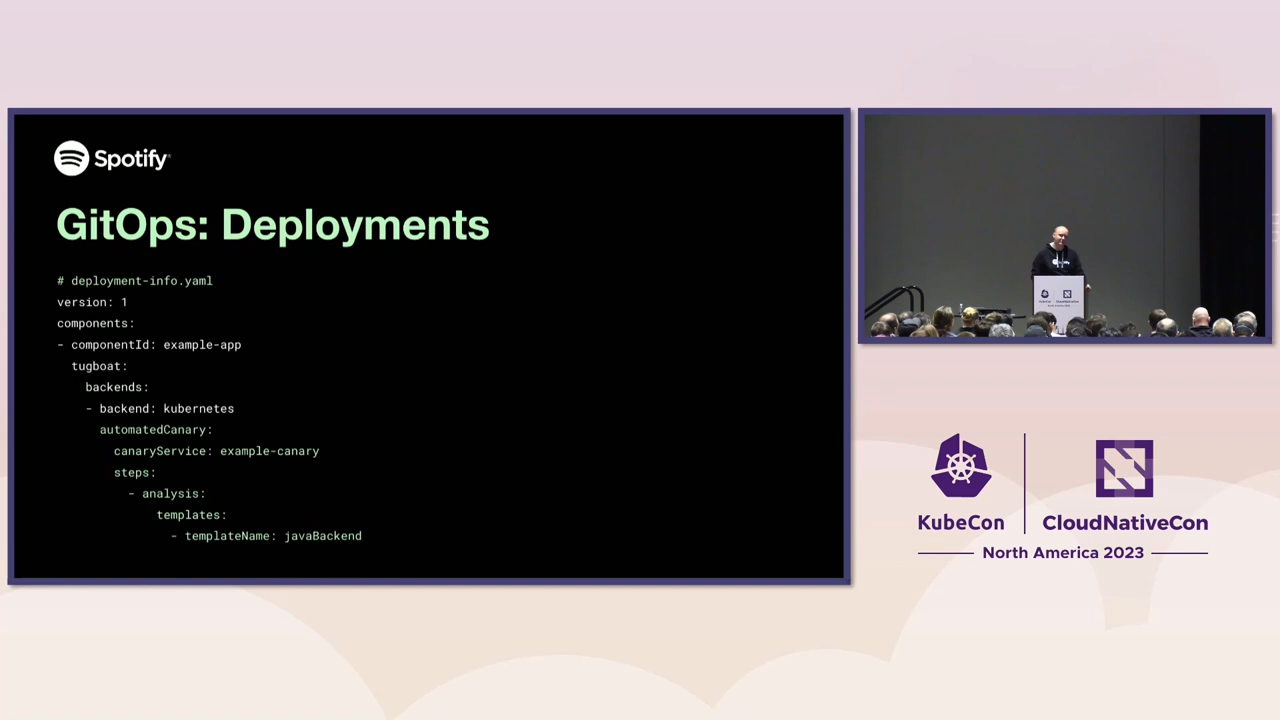 Spotify
GitOps: Deployments
# deployment-info.yaml
version: 1
components:
- componentId: example-app
  tugboat:
    backends:
    - backend: kubernetes
      automatedCanary:
        canaryService: example-canary
        steps:
          - analysis:
              templates:
                - templateName: javaBackend
KubeCon
CloudNativeCon
North America 2023